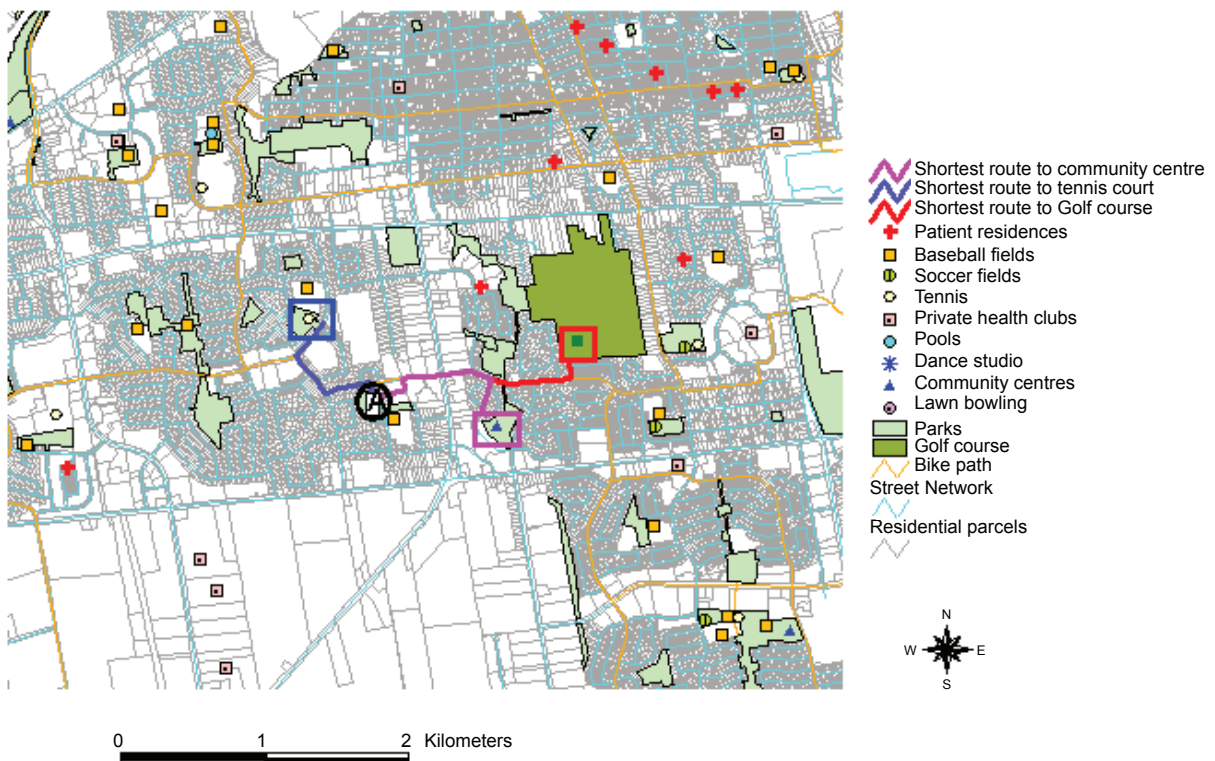 A
Shortest route to community centre
Shortest route to tennis court
Shortest route to Golf course
Patient residences
Baseball fields
Soccer fields
Tennis
Private health clubs
Pools
Dance studio
Community centres
Lawn bowling
Parks
Golf course
Bike path
Street Network
Residential parcels
N
W E
S
0 1 2 Kilometers